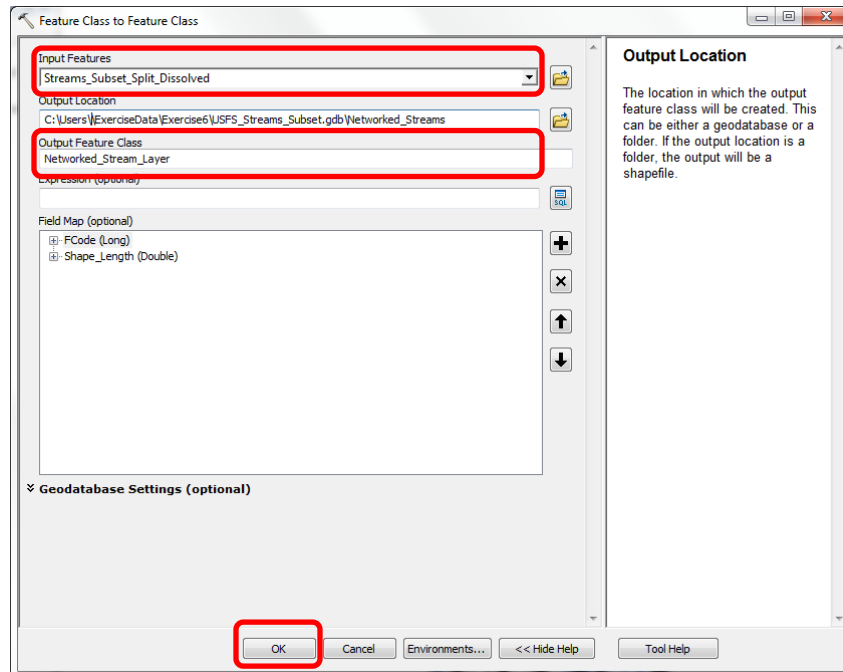 Feature Class to Feature Class
Input Features
Streams_Subset_Split_Dissolved
Output Location
C:\Users\\ExerciseData\Exercise6\USFS_Streams_Subset.gdb\Networked_Streams
Output Feature Class
Networked_Stream_Layer
Expression (optional)
SQL
Field Map (optional)
FCode (Long)
Shape_Length (Double)
Geodatabase Settings (optional)
OK
Cancel
Environments...
<< Hide Help
Tool Help
Output Location
The location in which the output
feature class will be created. This
can be either a geodatabase or a
folder. If the output location is a
folder, the output will be a
shapefile.